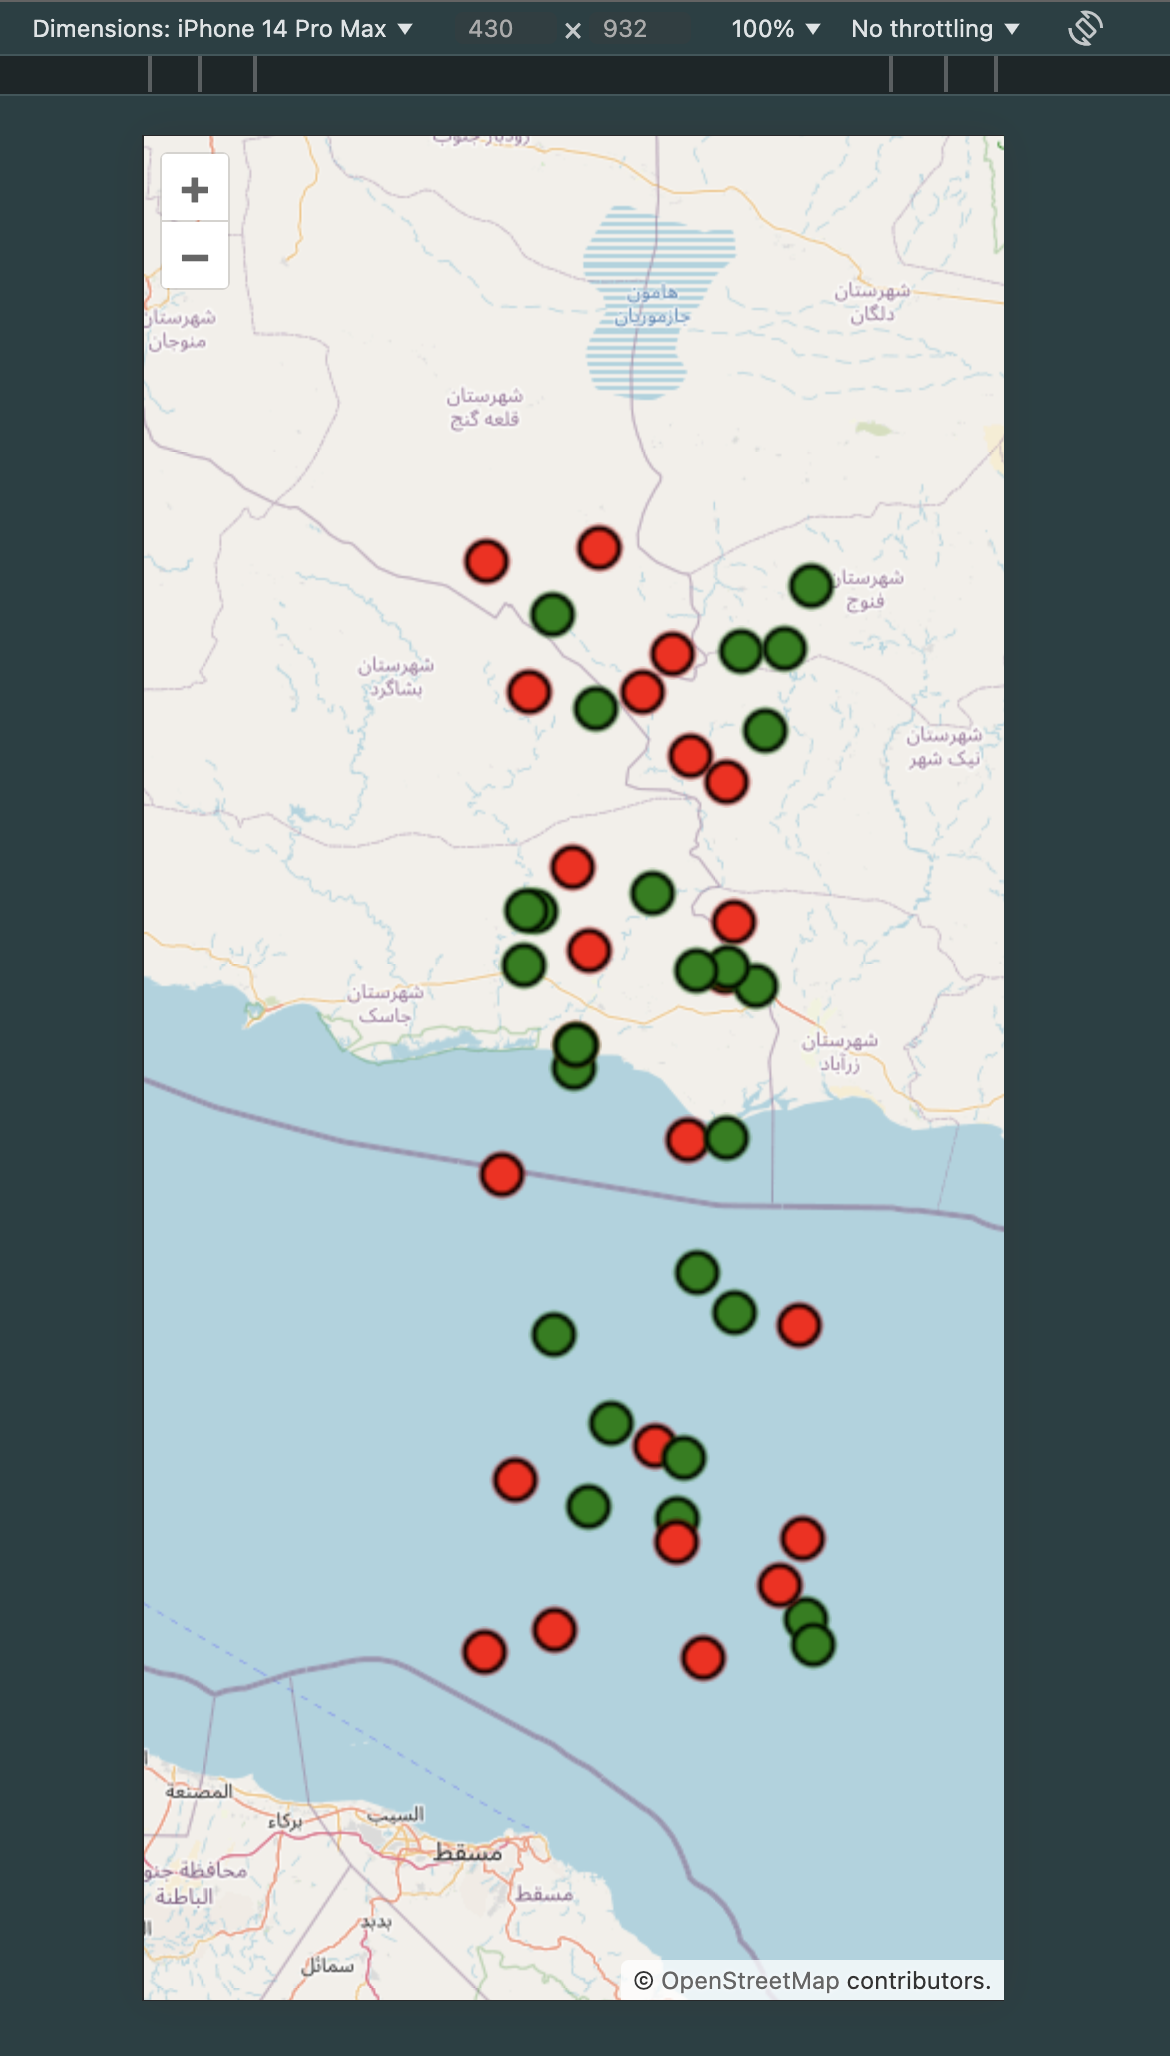 Dimensions: iPhone 14 Pro Max ▼ 430 × 932 100% ▼ No throttling ▼
رودبار جنوب
+
−
هامون
جازموریان
شهرستان
دلگان
شهرستان
منوجان
شهرستان
قلعه گنج
شهرستان
فنوج
شهرستان
بشاگرد
شهرستان
نیک شهر
شهرستان
جاسک
شهرستان
زرآباد
المصنعة
بركاء
السيب
مسقط
محافظة جنو
الباطنة
مسقط
بدبد
سمائل
© OpenStreetMap contributors.